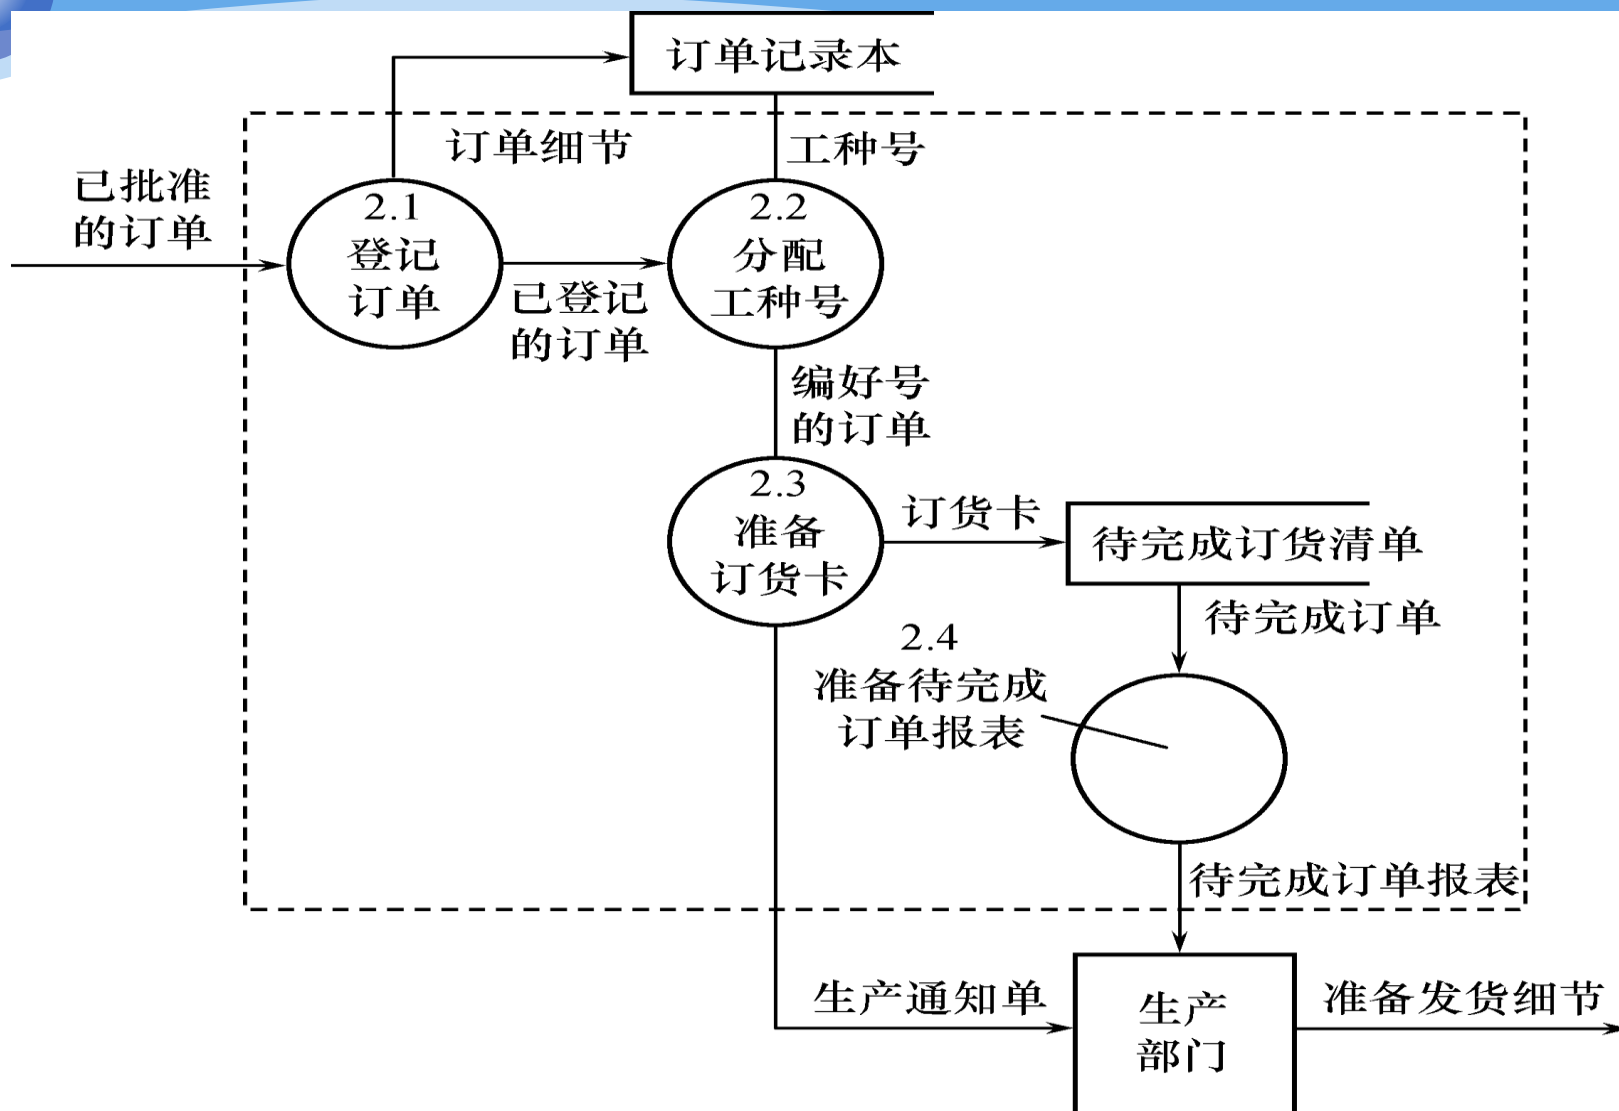 订单记录本
订单细节
工种号
已批准
的订单
2.1
登记
订单
2.2
分配
工种号
已登记
的订单
编好号
的订单
2.3
准备
订货卡
订货卡
待完成订货清单
待完成订单
2.4
准备待完成
订单报表
待完成订单报表
生产通知单
生产
部门
准备发货细节